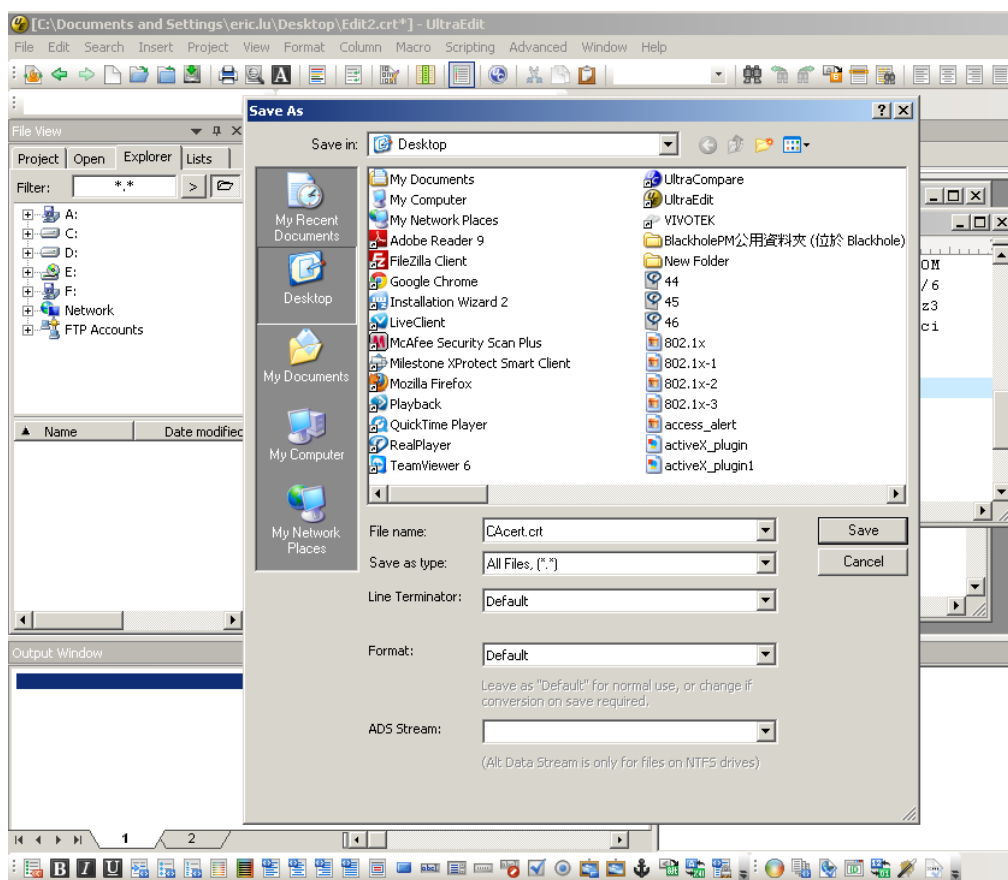 [C:\Documents and Settings\eric.lu\Desktop\Edit2.crt*] - UltraEdit
File Edit Search Insert Project View Format Column Macro Scripting Advanced Window Help
File View
Project Open Explorer Lists
Filter: *.*  >
A:
C:
D:
E:
F:
Network
FTP Accounts
Name Date modified
Save As
Save in: Desktop
My Recent
Documents
Desktop
My Documents
My Computer
My Network
Places
My Documents
My Computer
My Network Places
Adobe Reader 9
FileZilla Client
Google Chrome
Installation Wizard 2
LiveClient
McAfee Security Scan Plus
Milestone XProtect Smart Client
Mozilla Firefox
Playback
QuickTime Player
RealPlayer
TeamViewer 6
UltraCompare
UltraEdit
VIVOTEK
BlackholePM公用資料夾 (位於 Blackhole)
New Folder
44
45
46
802.1x
802.1x-1
802.1x-2
802.1x-3
access_alert
activeX_plugin
activeX_plugin1
File name: CAcert.crt Save
Save as type: All Files, (*.*) Cancel
Line Terminator: Default
Format: Default
Leave as "Default" for normal use, or change if
conversion on save required.
ADS Stream:
(Alt Data Stream is only for files on NTFS drives)
OM
/6
z3
ci
Output Window
1 2
B I U